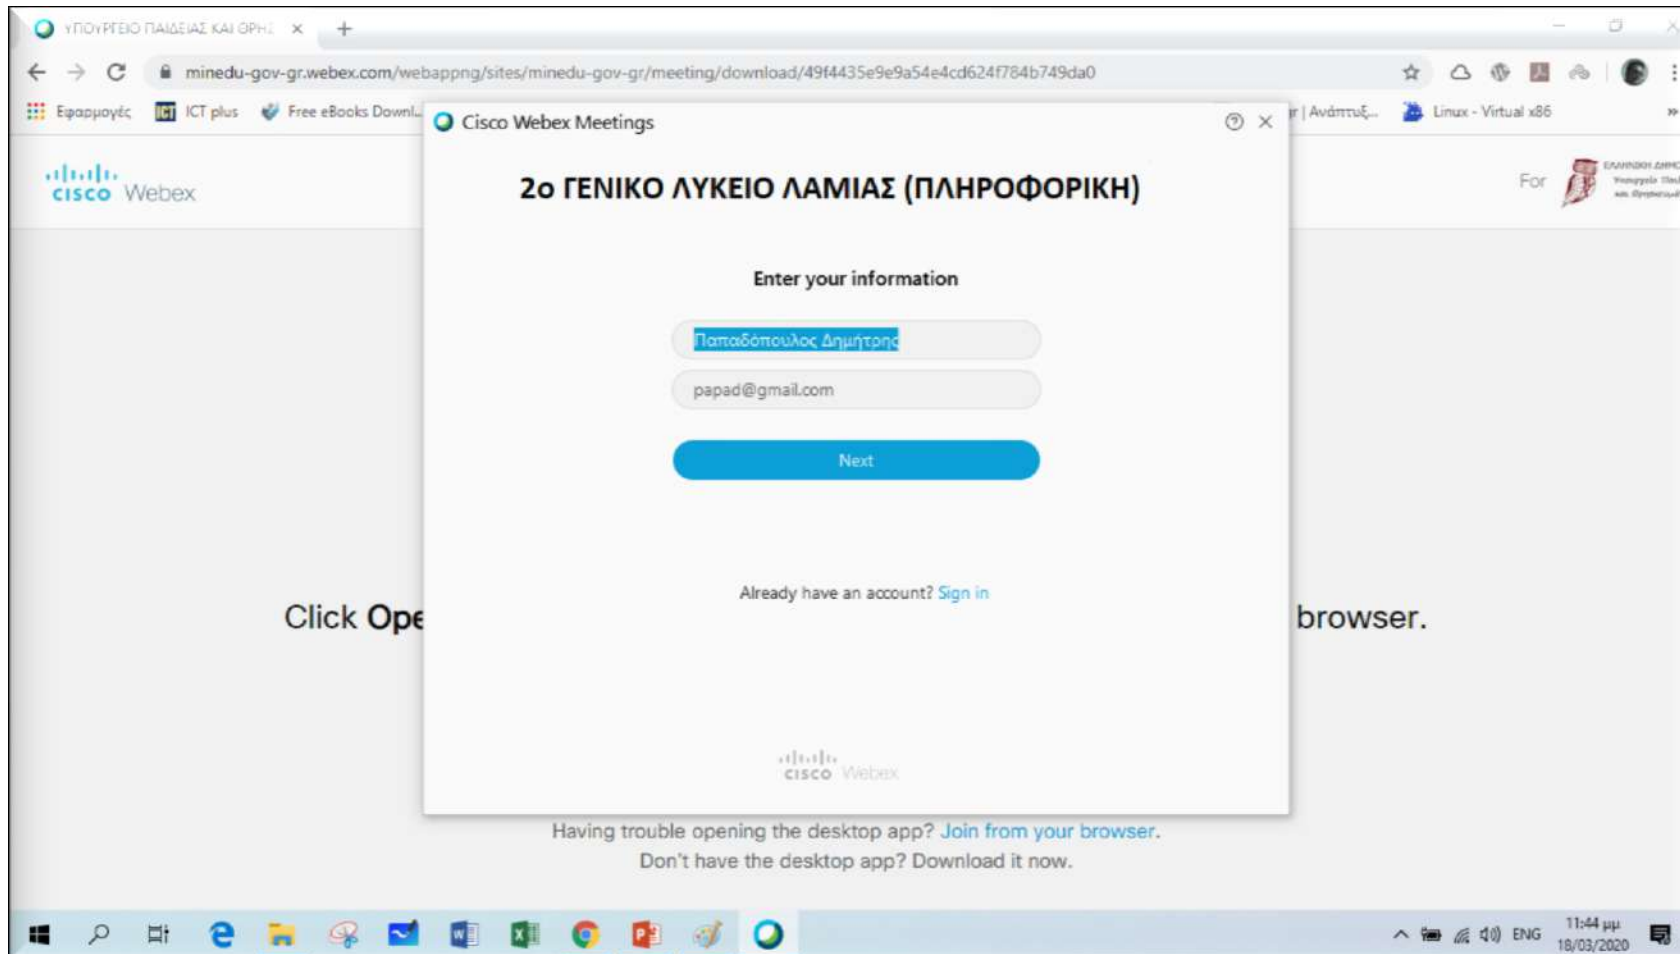 ΥΠΟΥΡΓΕΙΟ ΠΑΙΔΕΙΑΣ ΚΑΙ ΘΡΗΣ
minedu-gov-gr.webex.com/webappng/sites/minedu-gov-gr/meeting/download/49f4435e9e9a54e4cd624f784b749da0
Εφαρμογές ICT plus Free eBooks Downl... r | Ανάπτυξ... Linux - Virtual x86 »
Cisco Webex Meetings
cisco Webex
For
2ο ΓΕΝΙΚΟ ΛΥΚΕΙΟ ΛΑΜΙΑΣ (ΠΛΗΡΟΦΟΡΙΚΗ)
Enter your information
Παπαδόπουλος Δημήτρης
papad@gmail.com
Next
Already have an account? Sign in
Click Ope browser.
cisco Webex
Having trouble opening the desktop app? Join from your browser.
Don't have the desktop app? Download it now.
ENG
11:44 μμ
18/03/2020